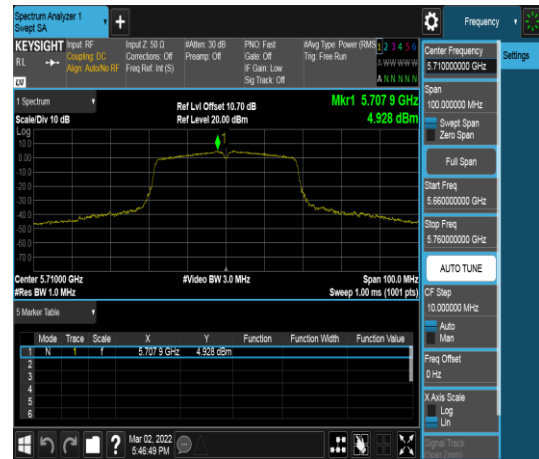 Spectrum Analyzer 1
Swept SA
+
Frequency
KEYSIGHT
RL
Input: RF
Coupling: DC
Align: Auto/No RF
Input Z: 50 Ω
Corrections: Off
Freq Ref: Int (S)
#Atten: 30 dB
Preamp: Off
PNO: Fast
Gate: Off
IF Gain: Low
Sig Track: Off
#Avg Type: Power (RMS)
Trig: Free Run
1 2 3 4 5 6
A WW WW W
A N N N N N
LXI
1 Spectrum
Scale/Div 10 dB
Ref Lvl Offset 10.70 dB
Ref Level 20.00 dBm
Mkr1 5.707 9 GHz
4.928 dBm
Log
10.0
0.00
-10.0
-20.0
-30.0
-40.0
-50.0
-60.0
-70.0
1
Center 5.71000 GHz
#Res BW 1.0 MHz
#Video BW 3.0 MHz
Span 100.0 MHz
Sweep 1.00 ms (1001 pts)
5 Marker Table
Mode Trace Scale X Y Function Function Width Function Value
1 N 1 f 5.707 9 GHz 4.928 dBm
2
3
4
5
6
?
Mar 02, 2022
5:46:49 PM
Center Frequency
5.710000000 GHz
Settings
Span
100.000000 MHz
Swept Span
Zero Span
Full Span
Start Freq
5.660000000 GHz
Stop Freq
5.760000000 GHz
AUTO TUNE
CF Step
10.000000 MHz
Auto
Man
Freq Offset
0 Hz
X Axis Scale
Log
Lin
Signal Track
(Span Zoom)